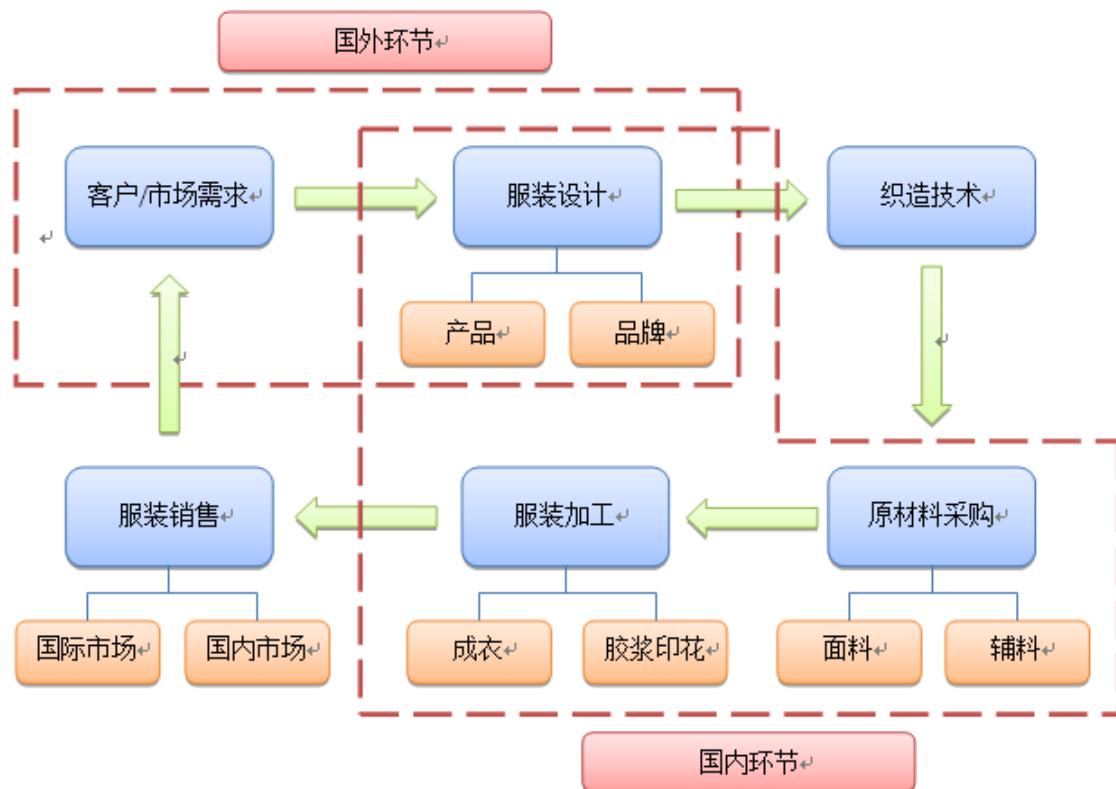 国外环节
客户/市场需求
服装设计
织造技术
产品
品牌
服装销售
服装加工
原材料采购
国际市场
国内市场
成衣
胶浆印花
面料
辅料
国内环节